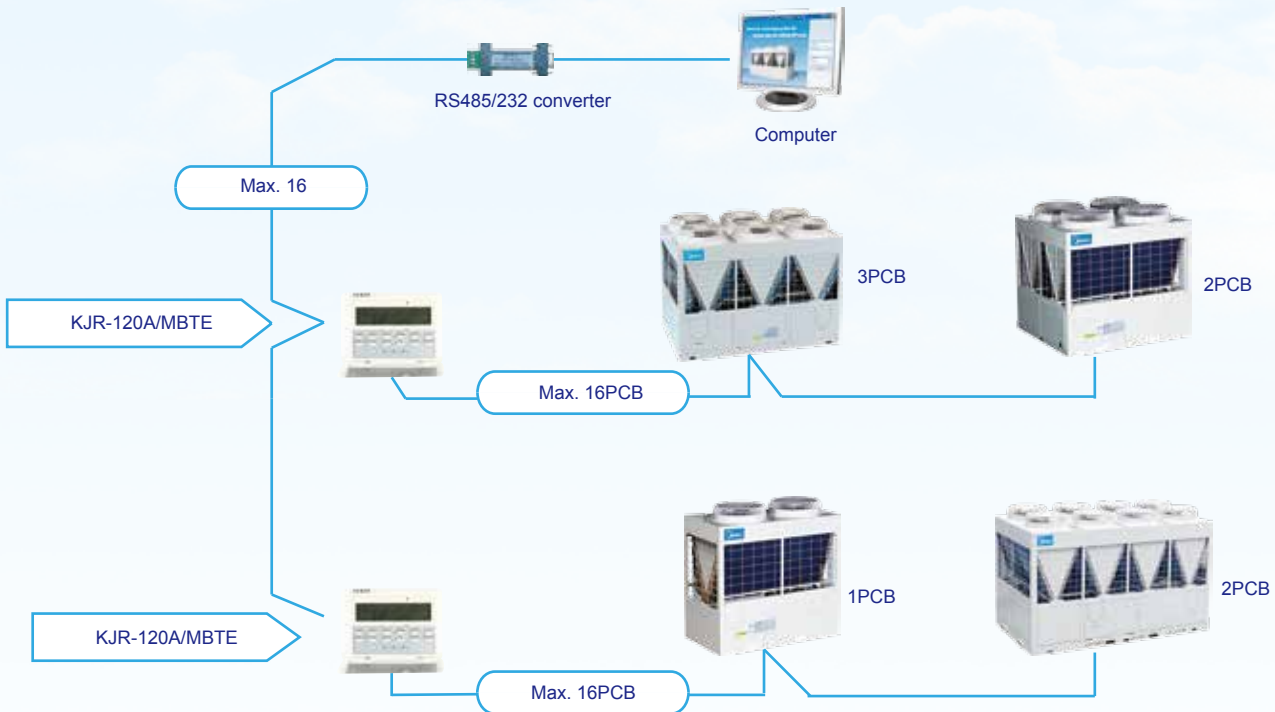 RS485/232 converter
Computer
Max. 16
3PCB
2PCB
KJR-120A/MBTE
Max. 16PCB
1PCB
2PCB
KJR-120A/MBTE
Max. 16PCB